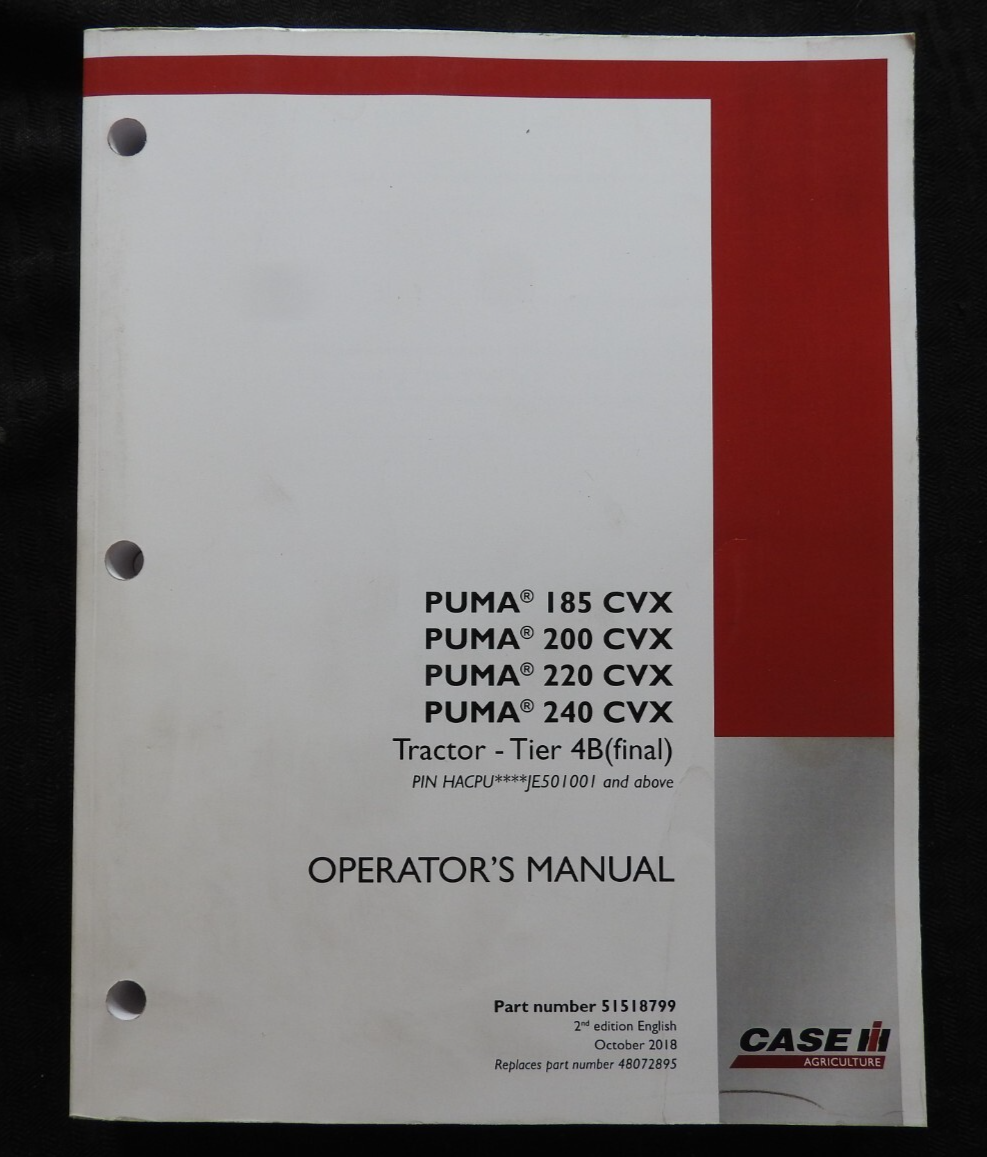 PUMA® 185 CVX
PUMA® 200 CVX
PUMA® 220 CVX
PUMA® 240 CVX
Tractor - Tier 4B(final)
PIN HACPU****JE501001 and above
OPERATOR'S MANUAL
Part number 51518799
2nd edition English
October 2018
Replaces part number 48072895
CASE IH
AGRICULTURE